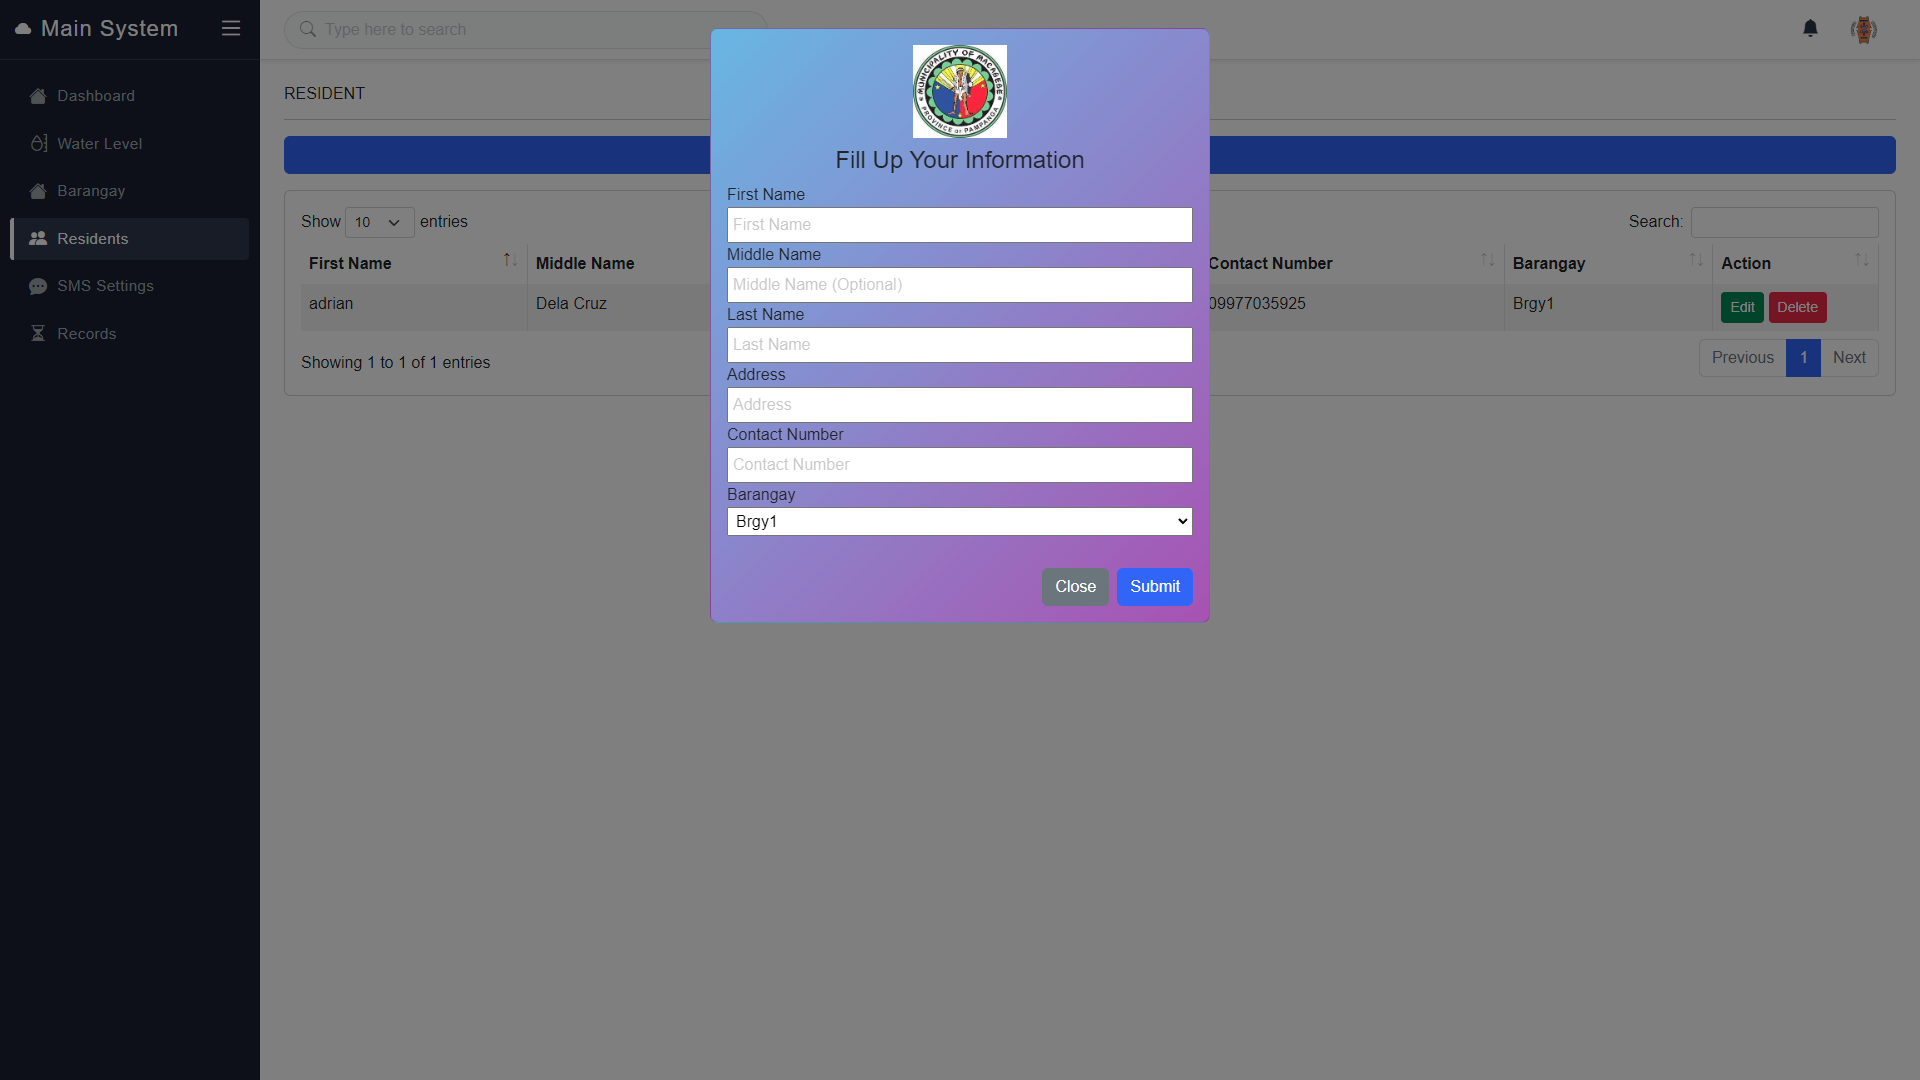 Main System
Type here to search
Dashboard
Water Level
Barangay
Residents
SMS Settings
Records
RESIDENT
Show 10 entries
Search:
First Name
Middle Name
Contact Number
Barangay
Action
adrian
Dela Cruz
09977035925
Brgy1
Edit
Delete
Showing 1 to 1 of 1 entries
Previous
1
Next
MUNICIPALITY OF MACABEBE
PROVINCE OF PAMPANGA
Fill Up Your Information
First Name
First Name
Middle Name
Middle Name (Optional)
Last Name
Last Name
Address
Address
Contact Number
Contact Number
Barangay
Brgy1
Close
Submit